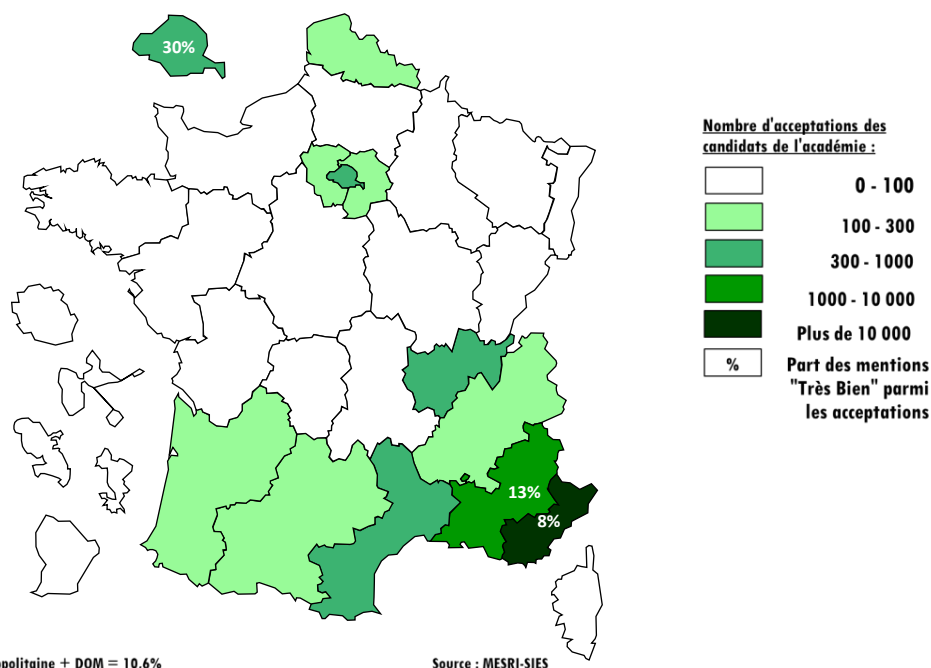 30%
Nombre d'acceptations des
candidats de l'académie :
0 - 100
100 - 300
300 - 1000
1000 - 10 000
Plus de 10 000
% Part des mentions
"Très Bien" parmi
les acceptations
13%
8%
opolitaine + DOM = 10,6%
Source : MESRI-SIES